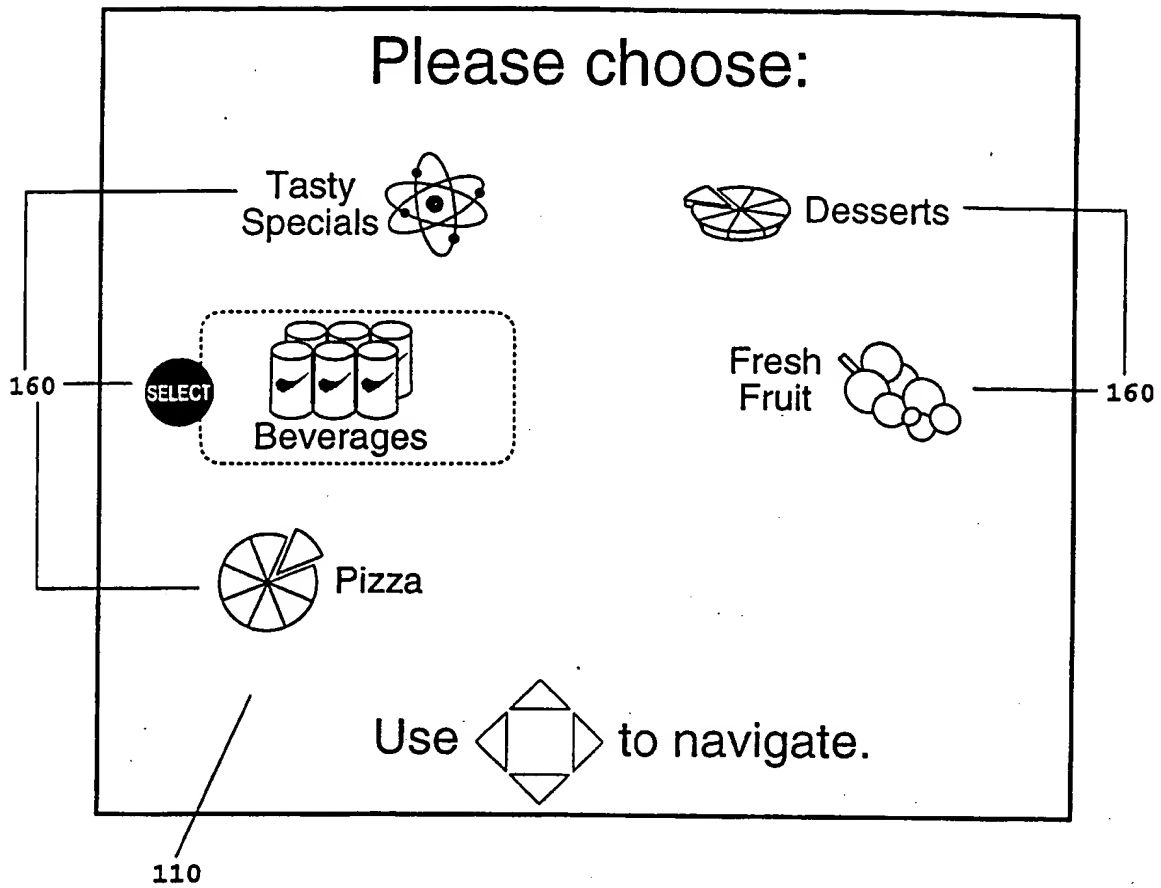 Please choose:
Tasty
Specials
Desserts
160
SELECT
Beverages
Fresh
Fruit
160
Pizza
Use to navigate.
110